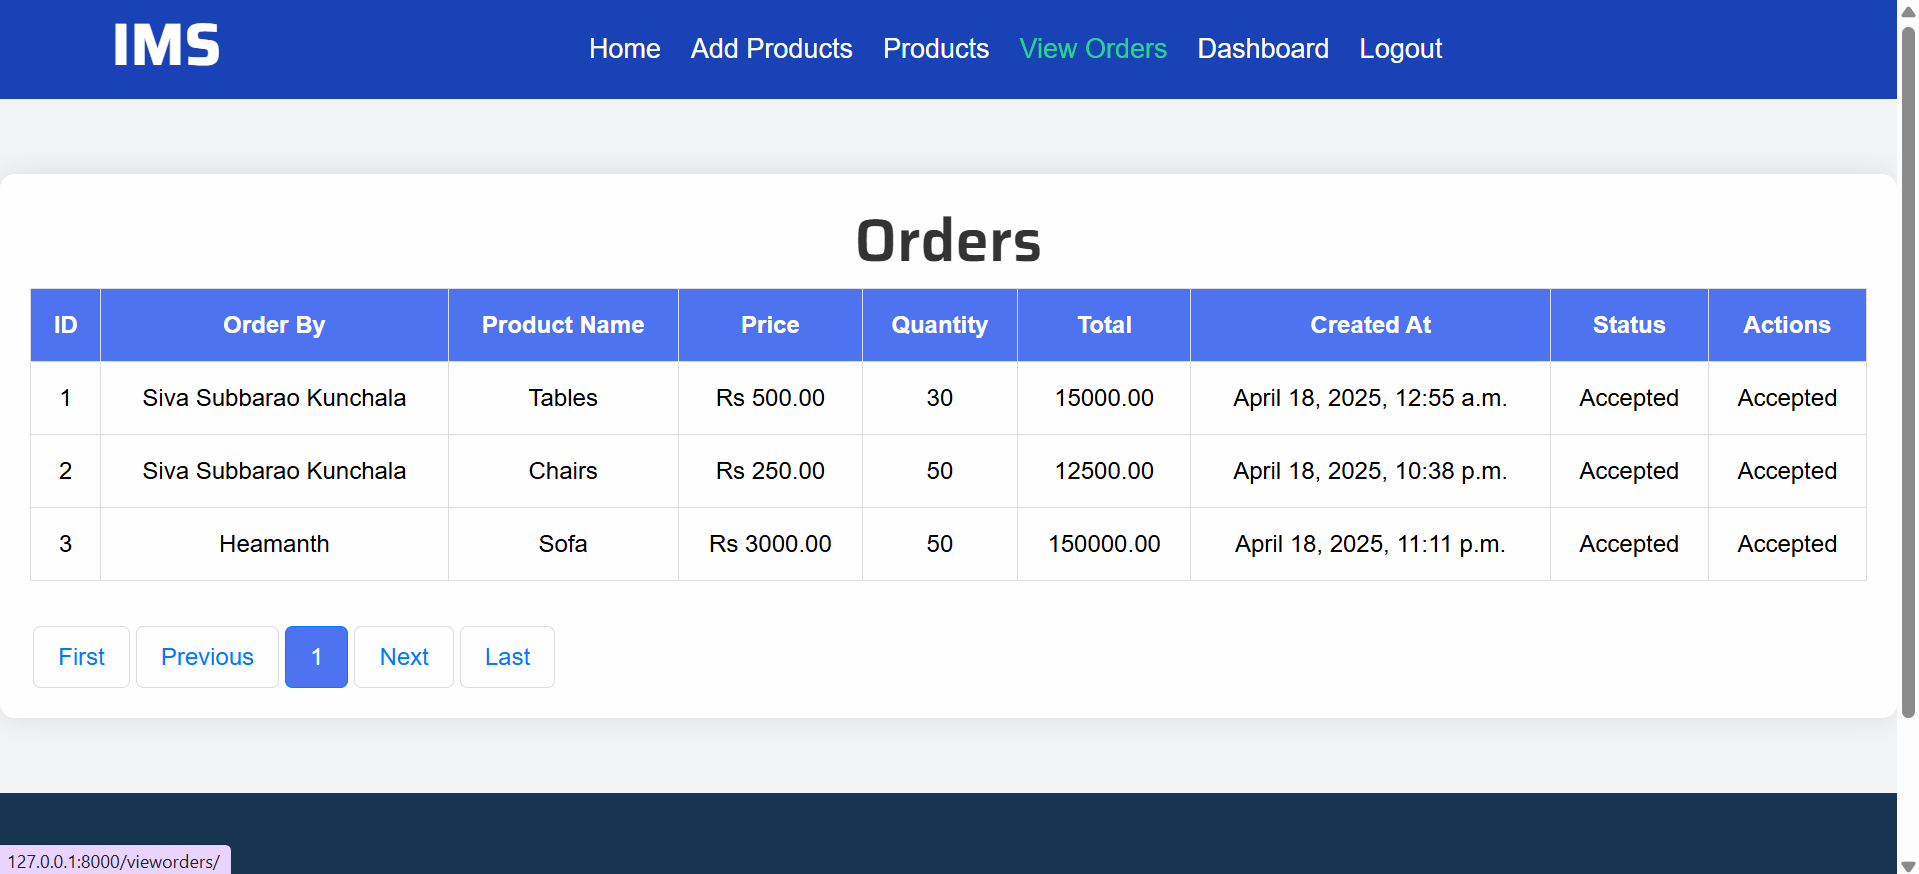 IMS
Home Add Products Products View Orders Dashboard Logout
Orders
ID Order By Product Name Price Quantity Total Created At Status Actions
1 Siva Subbarao Kunchala Tables Rs 500.00 30 15000.00 April 18, 2025, 12:55 a.m. Accepted Accepted
2 Siva Subbarao Kunchala Chairs Rs 250.00 50 12500.00 April 18, 2025, 10:38 p.m. Accepted Accepted
3 Heamanth Sofa Rs 3000.00 50 150000.00 April 18, 2025, 11:11 p.m. Accepted Accepted
First Previous 1 Next Last
127.0.0.1:8000/vieworders/